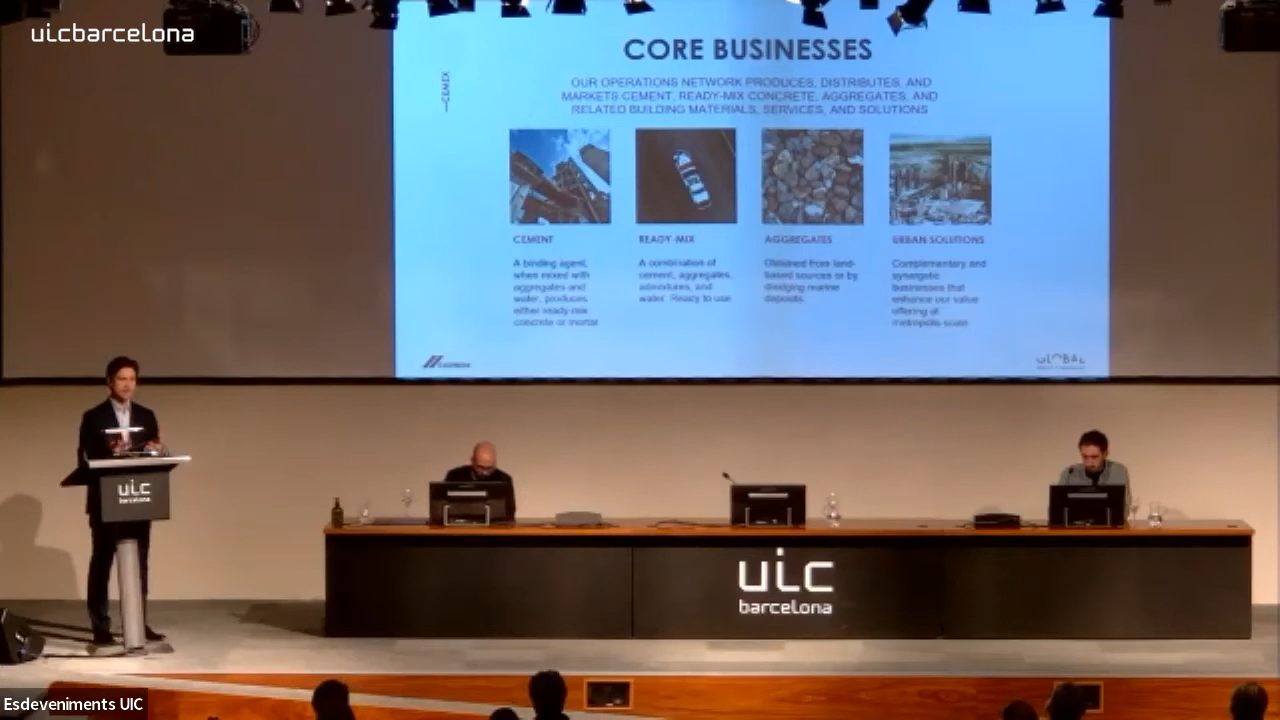 uicbarcelona
CORE BUSINESSES
CEMEX
OUR OPERATIONS NETWORK PRODUCES, DISTRIBUTES, AND
MARKETS CEMENT, READY-MIX CONCRETE, AGGREGATES, AND
RELATED BUILDING MATERIALS, SERVICES, AND SOLUTIONS
CEMENT
A binding agent,
when mixed with
aggregates and
water, produces
either ready-mix
concrete or mortar
READY-MIX
A combination of
cement, aggregates,
admixtures, and
water. Ready to use
AGGREGATES
Obtained from land-
based sources or by
dredging marine
deposits.
URBAN SOLUTIONS
Complementary and
synergetic
businesses that
enhance our value
offering at
metropolis-scale
GLOBAL
uic
barcelona
uic
barcelona
Esdeveniments UIC